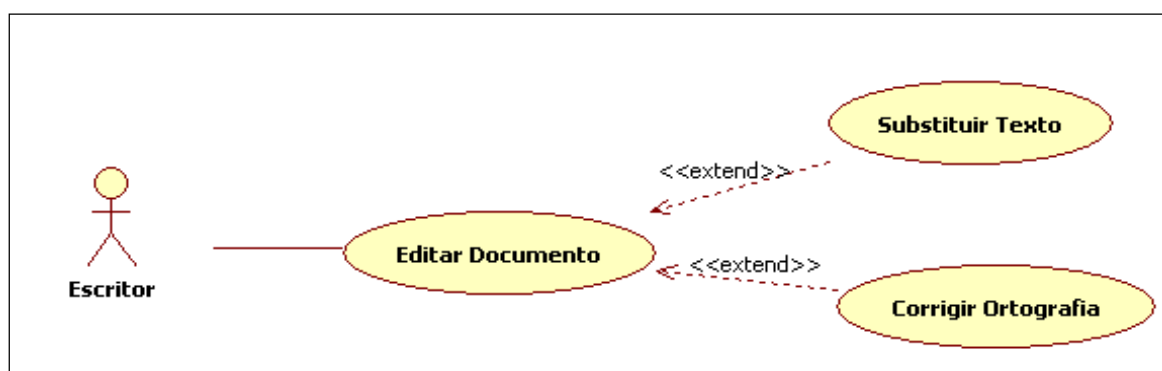 Substituir Texto
<<extend>>
Editar Documento
<<extend>>
Escritor
Corrigir Ortografia